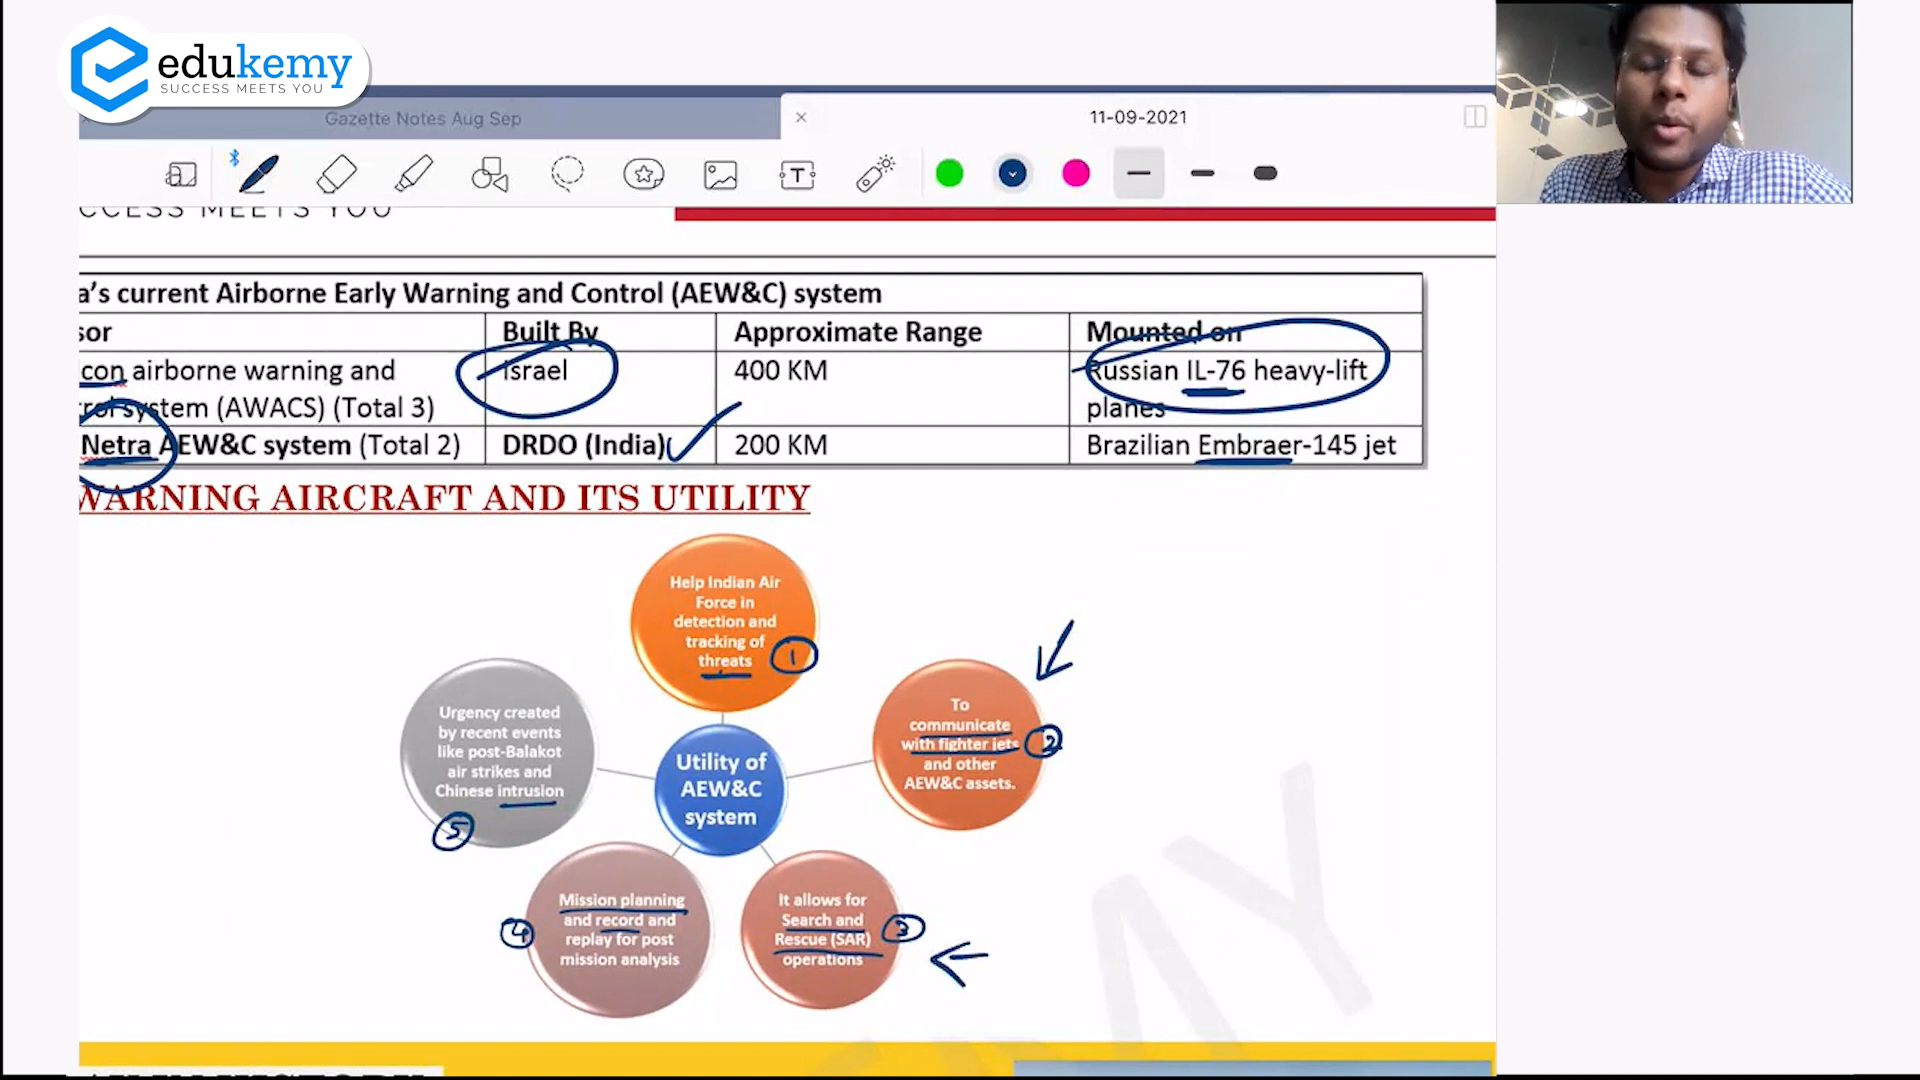 edukemy
SUCCESS MEETS YOU
Gazette Notes Aug Sep
11-09-2021
T
CCESS MEETS YOU
a's current Airborne Early Warning and Control (AEW&C) system
sor
Built By
Approximate Range
Mounted on
con airborne warning and
rol system (AWACS) (Total 3)
Israel
400 KM
Russian IL-76 heavy-lift
planes
Netra AEW&C system (Total 2)
DRDO (India)
200 KM
Brazilian Embraer-145 jet
WARNING AIRCRAFT AND ITS UTILITY
Help Indian Air
Force in
detection and
tracking of
threats
1
To
communicate
with fighter jets
and other
AEW&C assets.
2
Urgency created
by recent events
like post-Balakot
air strikes and
Chinese intrusion
5
Utility of
AEW&C
system
Mission planning
and record and
replay for post
mission analysis
4
It allows for
Search and
Rescue (SAR)
operations
3